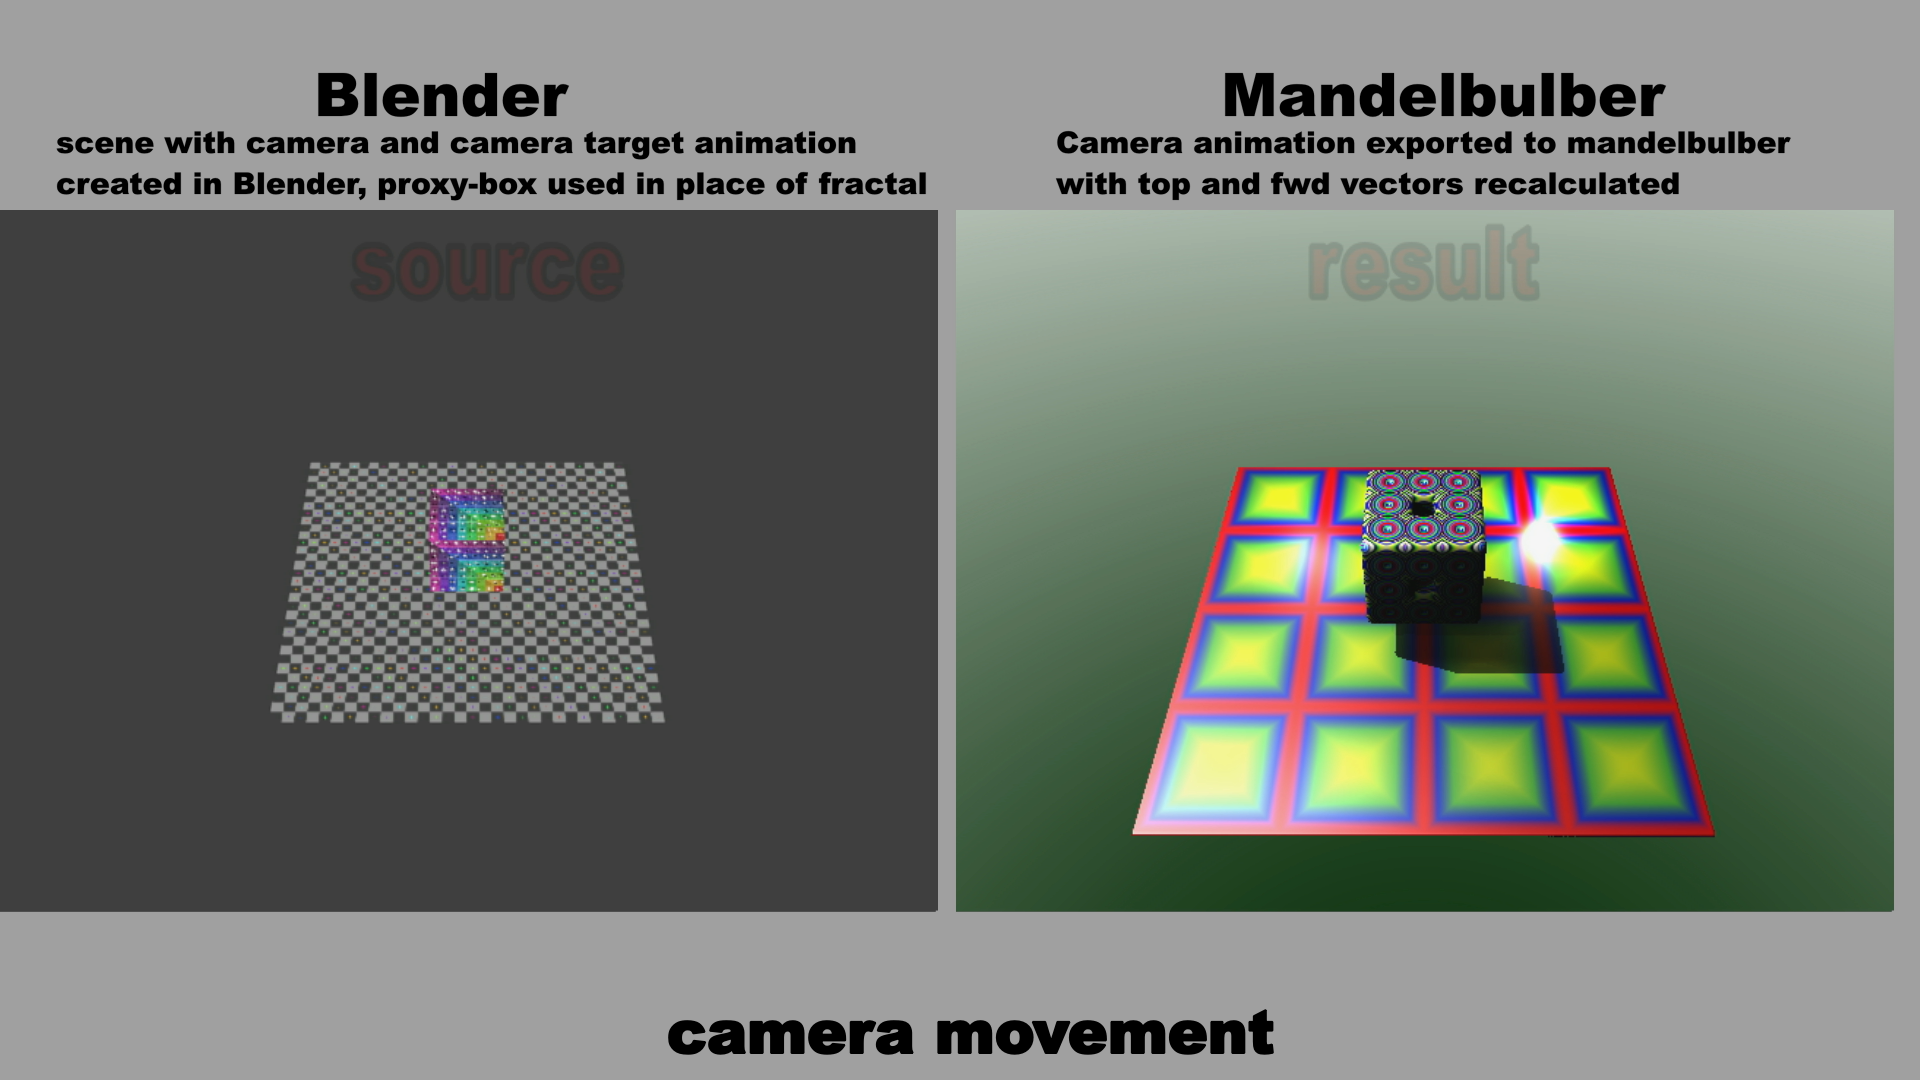 Blender
scene with camera and camera target animation
created in Blender, proxy-box used in place of fractal
source
Mandelbulber
Camera animation exported to mandelbulber
with top and fwd vectors recalculated
result
camera movement